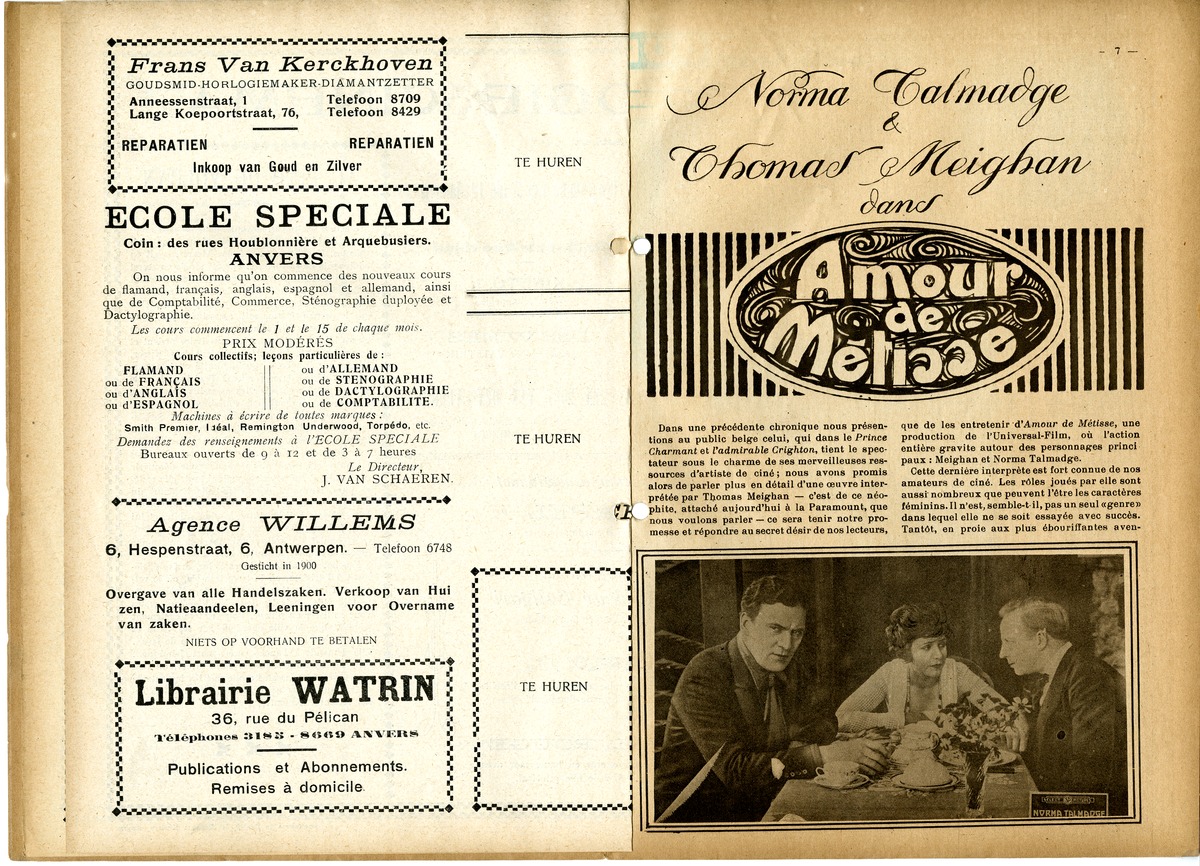 Frans Van Kerckhoven
GOUDSMID-HORLOGIEMAKER-DIAMANTZETTER
Anneessenstraat, 1 Telefoon 8709
Lange Koepoortstraat, 76, Telefoon 8429
REPARATIEN REPARATIEN
Inkoop van Goud en Zilver
ECOLE SPECIALE
Coin : des rues Houblonnière et Arquebusiers.
ANVERS
On nous informe qu'on commence des nouveaux cours
de flamand, français, anglais, espagnol et allemand, ainsi
que de Comptabilité, Commerce, Sténographie duployée et
Dactylographie.
Les cours commencent le 1 et le 15 de chaque mois.
PRIX MODÉRÉS
Cours collectifs; leçons particulières de :
FLAMAND ou d'ALLEMAND
ou de FRANÇAIS ou de STENOGRAPHIE
ou d'ANGLAIS ou de DACTYLOGRAPHIE
ou d'ESPAGNOL ou de COMPTABILITE.
Machines à écrire de toutes marques :
Smith Premier, Idéal, Remington Underwood, Torpédo, etc.
Demandez des renseignements à l'ECOLE SPECIALE
Bureaux ouverts de 9 à 12 et de 3 à 7 heures
Le Directeur,
J. VAN SCHAEREN.
Agence WILLEMS
6, Hespenstraat, 6, Antwerpen. — Telefoon 6748
Gesticht in 1900
Overgave van alle Handelszaken. Verkoop van Hui
zen, Natieaandeelen, Leeningen voor Overname
van zaken.
NIETS OP VOORHAND TE BETALEN
Librairie WATRIN
36, rue du Pélican
Téléphones 3183 - 8669 ANVERS
Publications et Abonnements.
Remises à domicile
TE HUREN
TE HUREN
TE HUREN
— 7 —
Norma Talmadge
&
Thomas Meighan
dans
Amour
de
Métisse
Dans une précédente chronique nous présen-
tions au public belge celui, qui dans le Prince
Charmant et l'admirable Crighton, tient le spec-
tateur sous le charme de ses merveilleuses res-
sources d'artiste de ciné; nous avons promis
alors de parler plus en détail d'une œuvre inter-
prétée par Thomas Meighan — c'est de ce néo-
phite, attaché aujourd'hui à la Paramount, que
nous voulons parler — ce sera tenir notre pro-
messe et répondre au secret désir de nos lecteurs,
que de les entretenir d'Amour de Métisse, une
production de l'Universal-Film, où l'action
entière gravite autour des personnages princi
paux : Meighan et Norma Talmadge.
Cette dernière interprète est fort connue de nos
amateurs de ciné. Les rôles joués par elle sont
aussi nombreux que peuvent l'être les caractères
féminins. Il n'est, semble-t-il, pas un seul «genre»
dans lequel elle ne se soit essayée avec succès.
Tantôt, en proie aux plus ébouriffantes aven-
NORMA TALMADGE